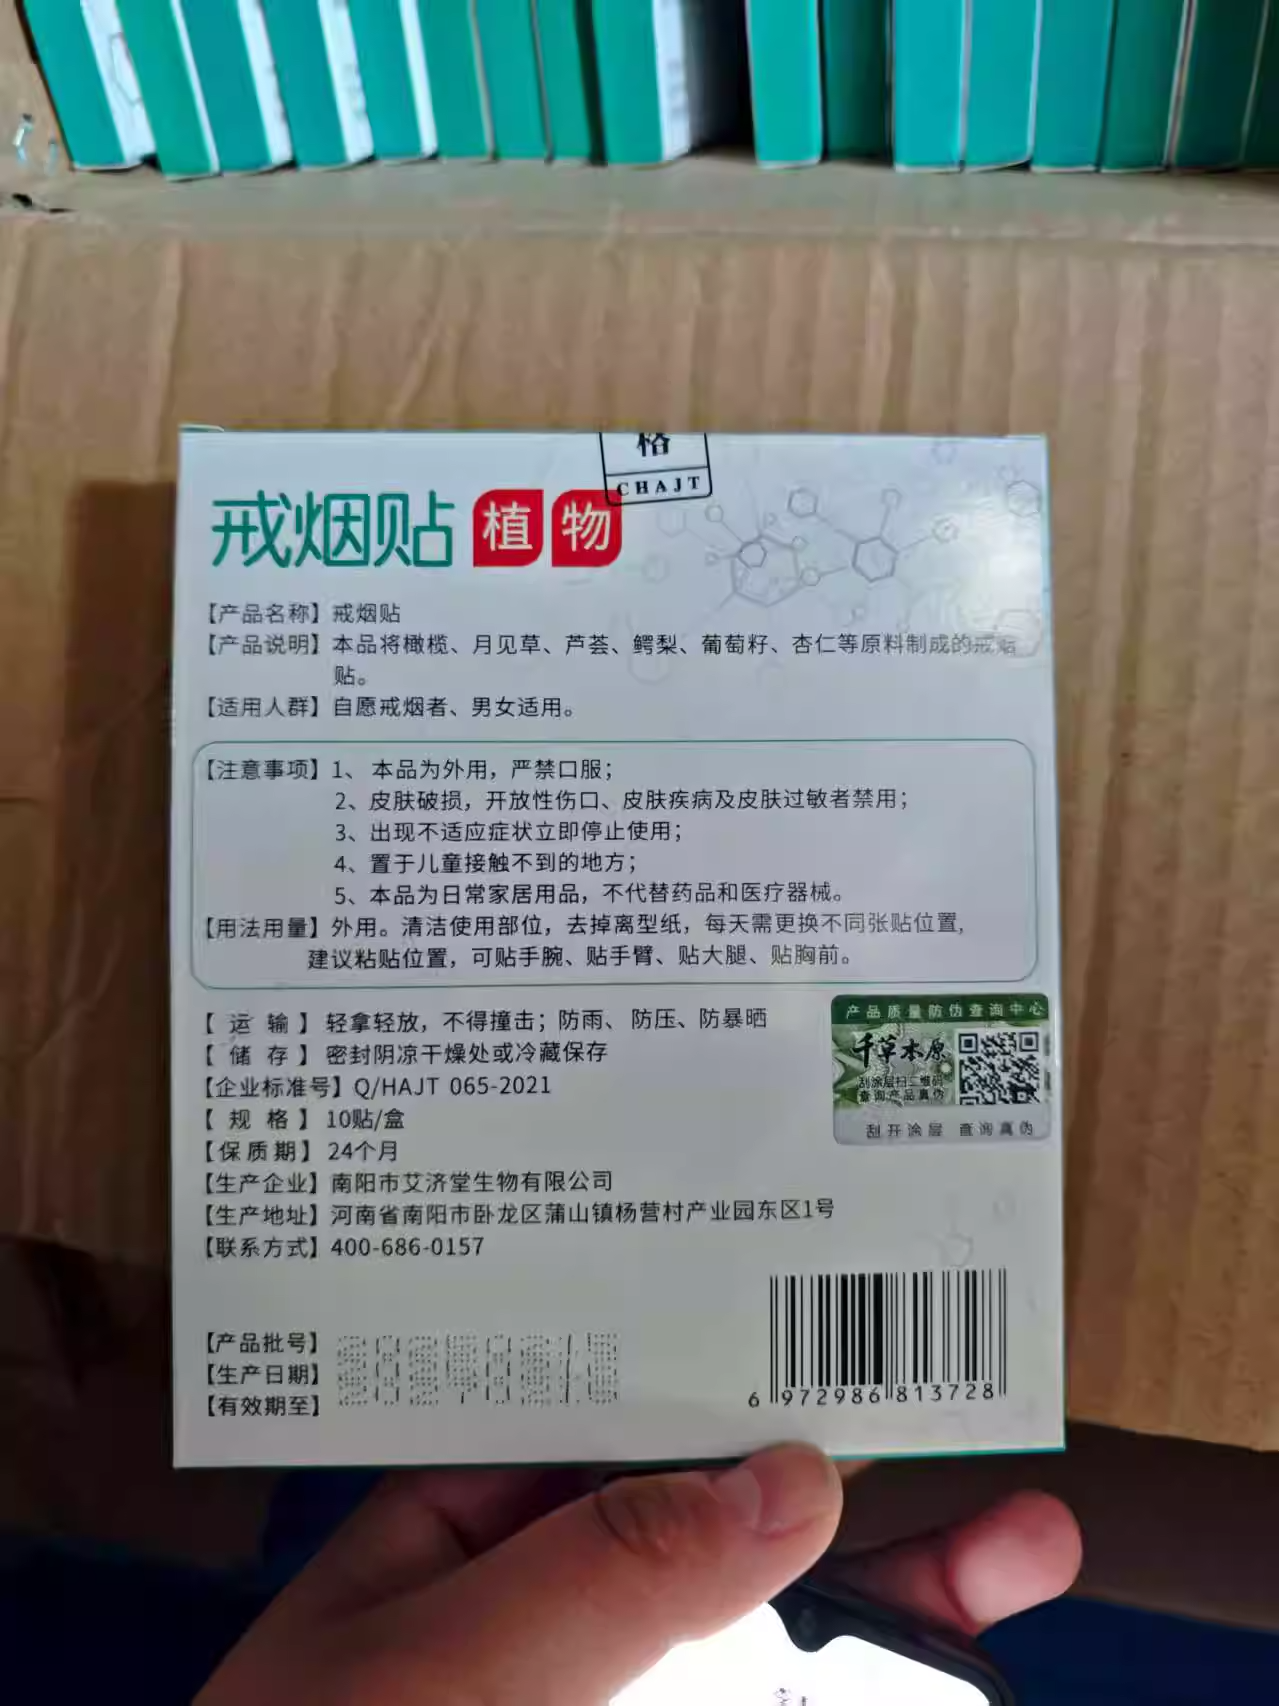 格
CHAJT
戒烟贴 植物
【产品名称】戒烟贴
【产品说明】本品将橄榄、月见草、芦荟、鳄梨、葡萄籽、杏仁等原料制成的戒烟
贴。
【适用人群】自愿戒烟者、男女适用。
【注意事项】1、 本品为外用，严禁口服；
2、皮肤破损，开放性伤口、皮肤疾病及皮肤过敏者禁用；
3、出现不适应症状立即停止使用；
4、置于儿童接触不到的地方；
5、本品为日常家居用品，不代替药品和医疗器械。
【用法用量】外用。清洁使用部位，去掉离型纸，每天需更换不同张贴位置，
建议粘贴位置，可贴手腕、贴手臂、贴大腿、贴胸前。
【 运 输 】轻拿轻放，不得撞击；防雨、防压、防暴晒
【 储 存 】密封阴凉干燥处或冷藏保存
【企业标准号】Q/HAJT 065-2021
【 规 格 】10贴/盒
【保质期】24个月
【生产企业】南阳市艾济堂生物有限公司
【生产地址】河南省南阳市卧龙区蒲山镇杨营村产业园东区1号
【联系方式】400-686-0157
产品质量防伪查询中心
千草本原
刮涂层扫二维码
查询产品真伪
刮开涂层 查询真伪
【产品批号】
【生产日期】
【有效期至】
6 972986 813728